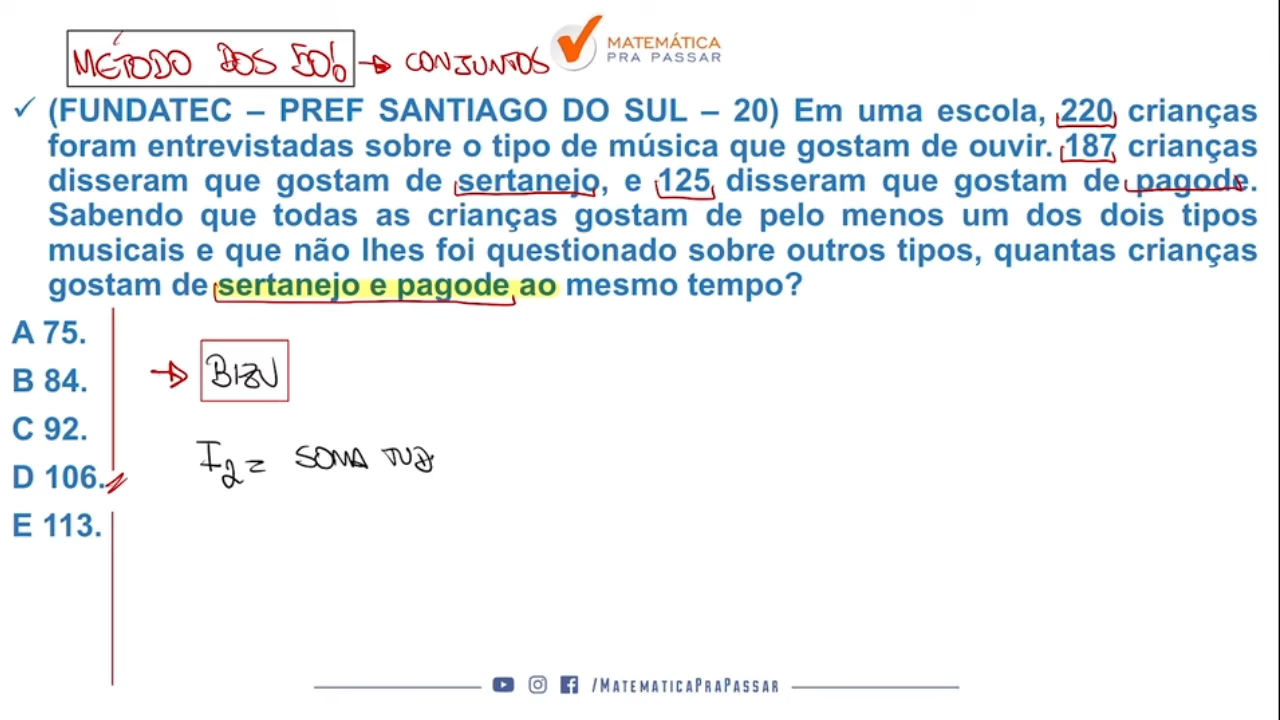 MÉTODO DOS 50% → CONJUNTOS
MATEMÁTICA
PRA PASSAR
✓ (FUNDATEC – PREF SANTIAGO DO SUL – 20) Em uma escola, 220 crianças
foram entrevistadas sobre o tipo de música que gostam de ouvir. 187 crianças
disseram que gostam de sertanejo, e 125 disseram que gostam de pagode.
Sabendo que todas as crianças gostam de pelo menos um dos dois tipos
musicais e que não lhes foi questionado sobre outros tipos, quantas crianças
gostam de sertanejo e pagode ao mesmo tempo?
A 75.
B 84.
C 92.
D 106.
E 113.
→ BIZU
I2 = SOMA TUD
/MATEMATICAPRAPASSAR